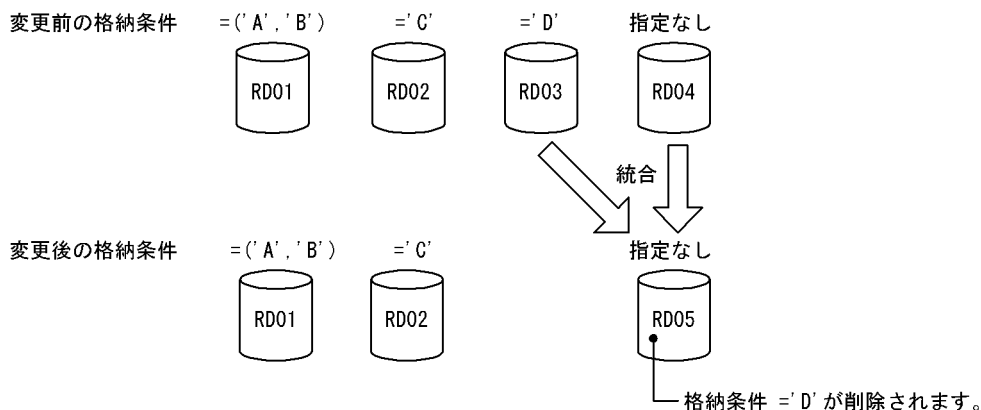 変更前の格納条件 =('A','B') ='C' ='D' 指定なし
RD01 RD02 RD03 RD04
統合
変更後の格納条件 =('A','B') ='C' 指定なし
RD01 RD02 RD05
格納条件 ='D'が削除されます。